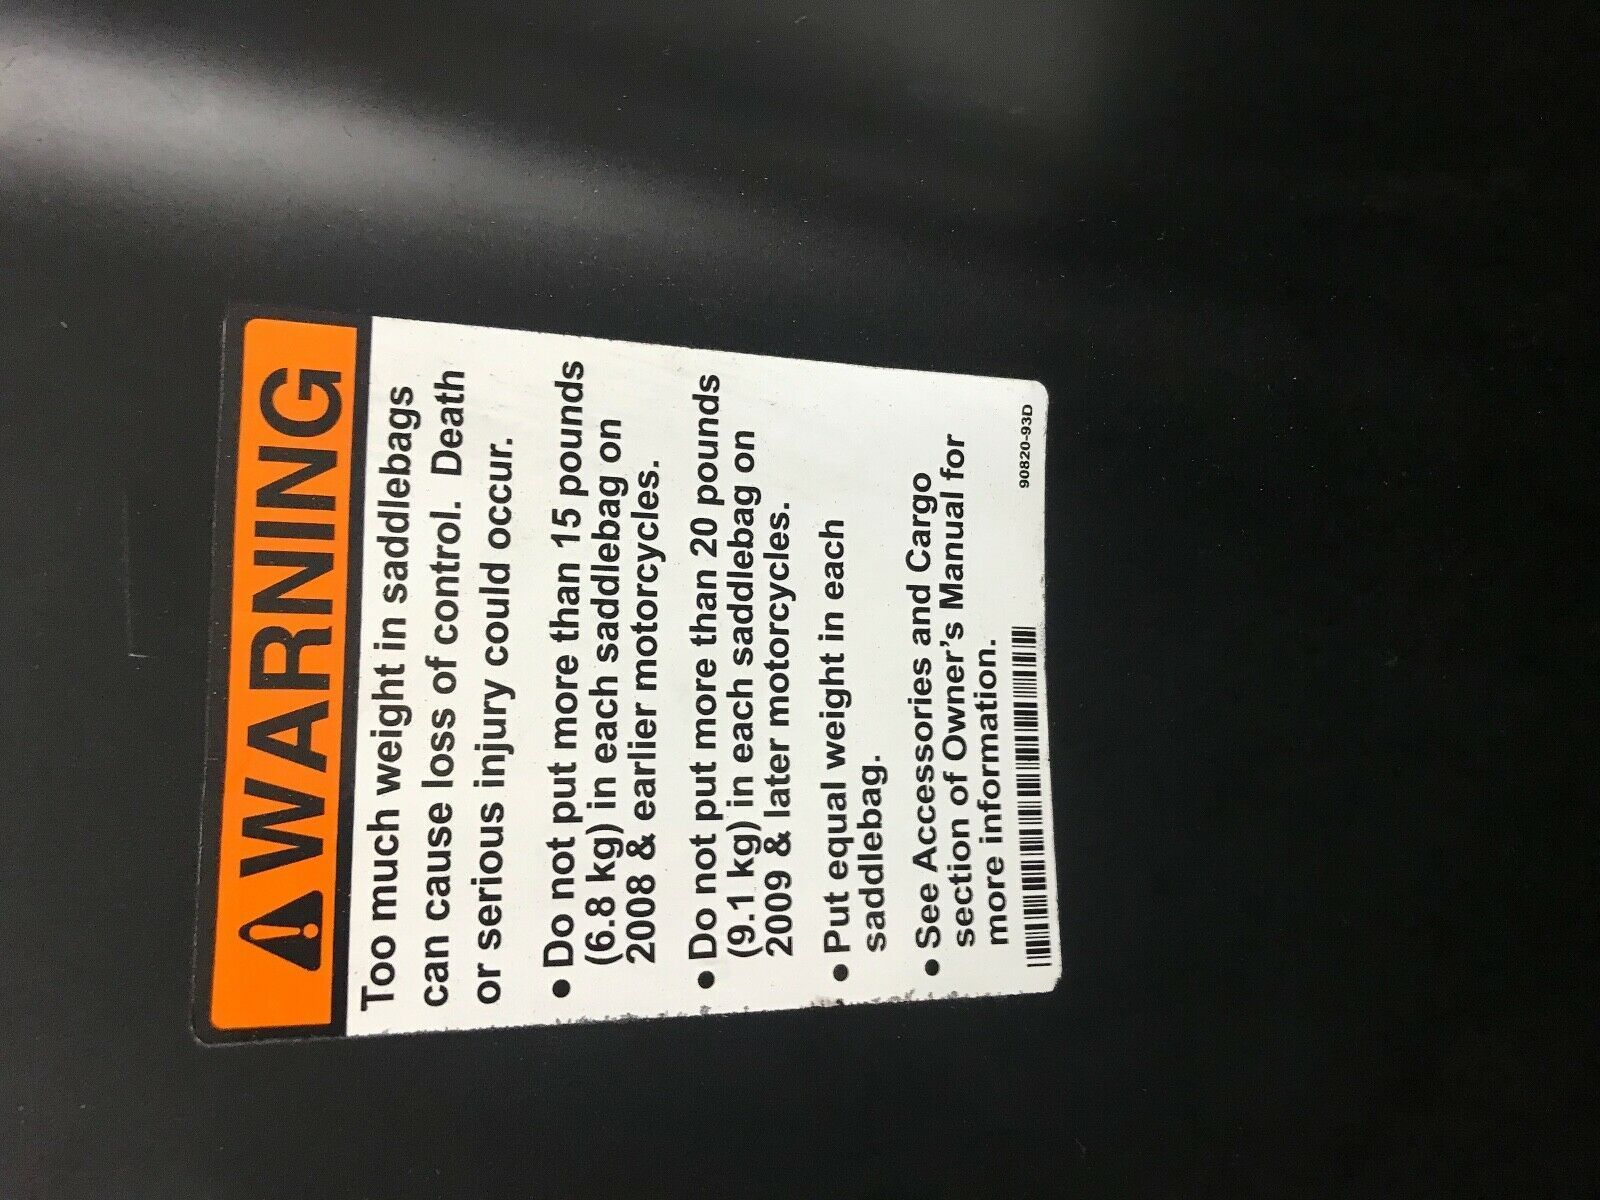 WARNING
Too much weight in saddlebags
can cause loss of control. Death
or serious injury could occur.
• Do not put more than 15 pounds
(6.8 kg) in each saddlebag on
2008 & earlier motorcycles.
• Do not put more than 20 pounds
(9.1 kg) in each saddlebag on
2009 & later motorcycles.
• Put equal weight in each
saddlebag.
• See Accessories and Cargo
section of Owner's Manual for
more information.
90820-93D